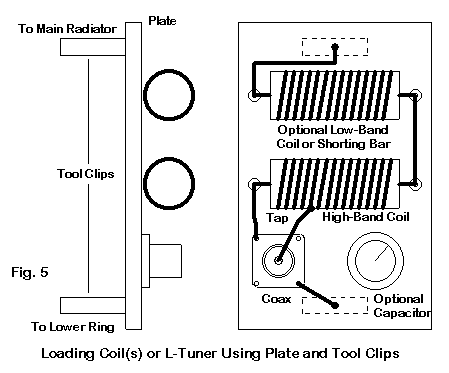 To Main Radiator
Plate
Tool Clips
Fig. 5
To Lower Ring
Optional Low-Band
Coil or Shorting Bar
Tap
High-Band Coil
Coax
Optional
Capacitor
Loading Coil(s) or L-Tuner Using Plate and Tool Clips